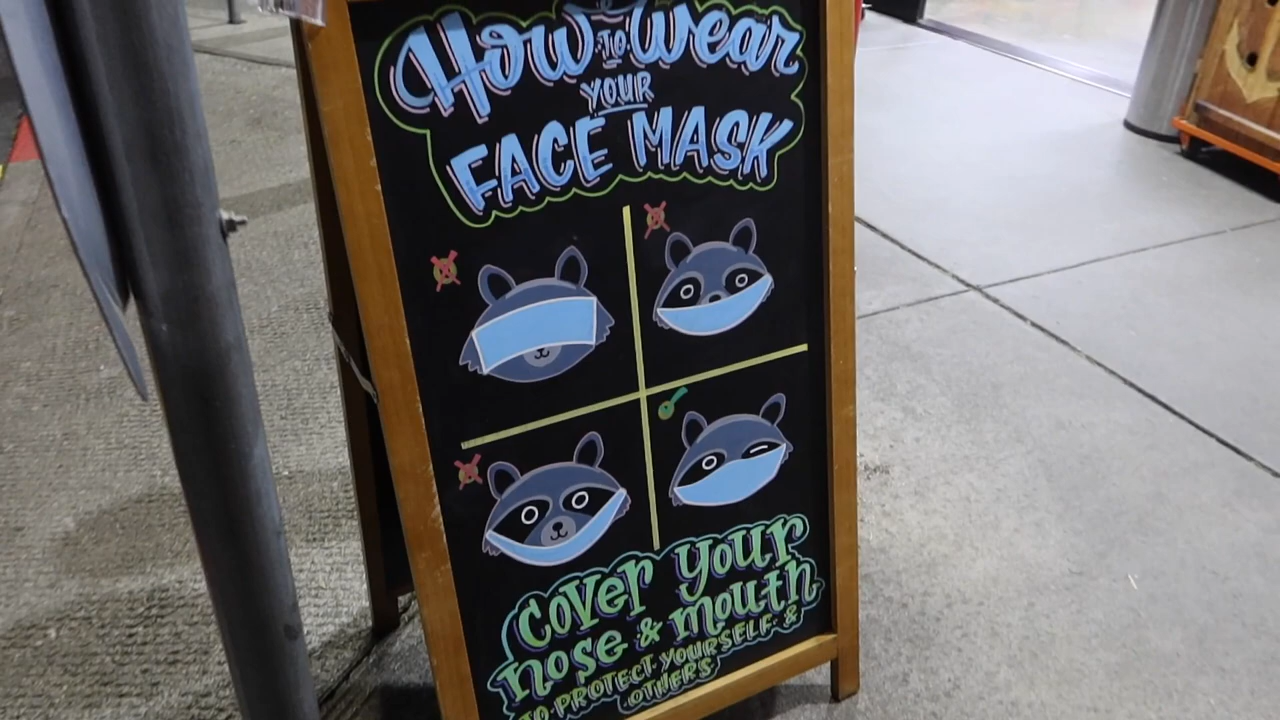 How TO Wear
YOUR
FACE MASK
COVER YOUR
NOSE & MOUTH
TO PROTECT YOURSELF &
OTHERS